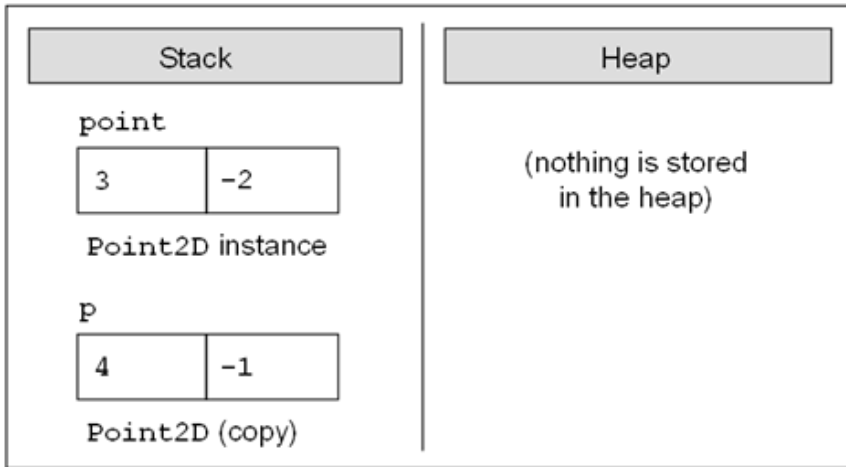 Stack
Heap
point
3 -2
Point2D instance
(nothing is stored
in the heap)
p
4 -1
Point2D (copy)